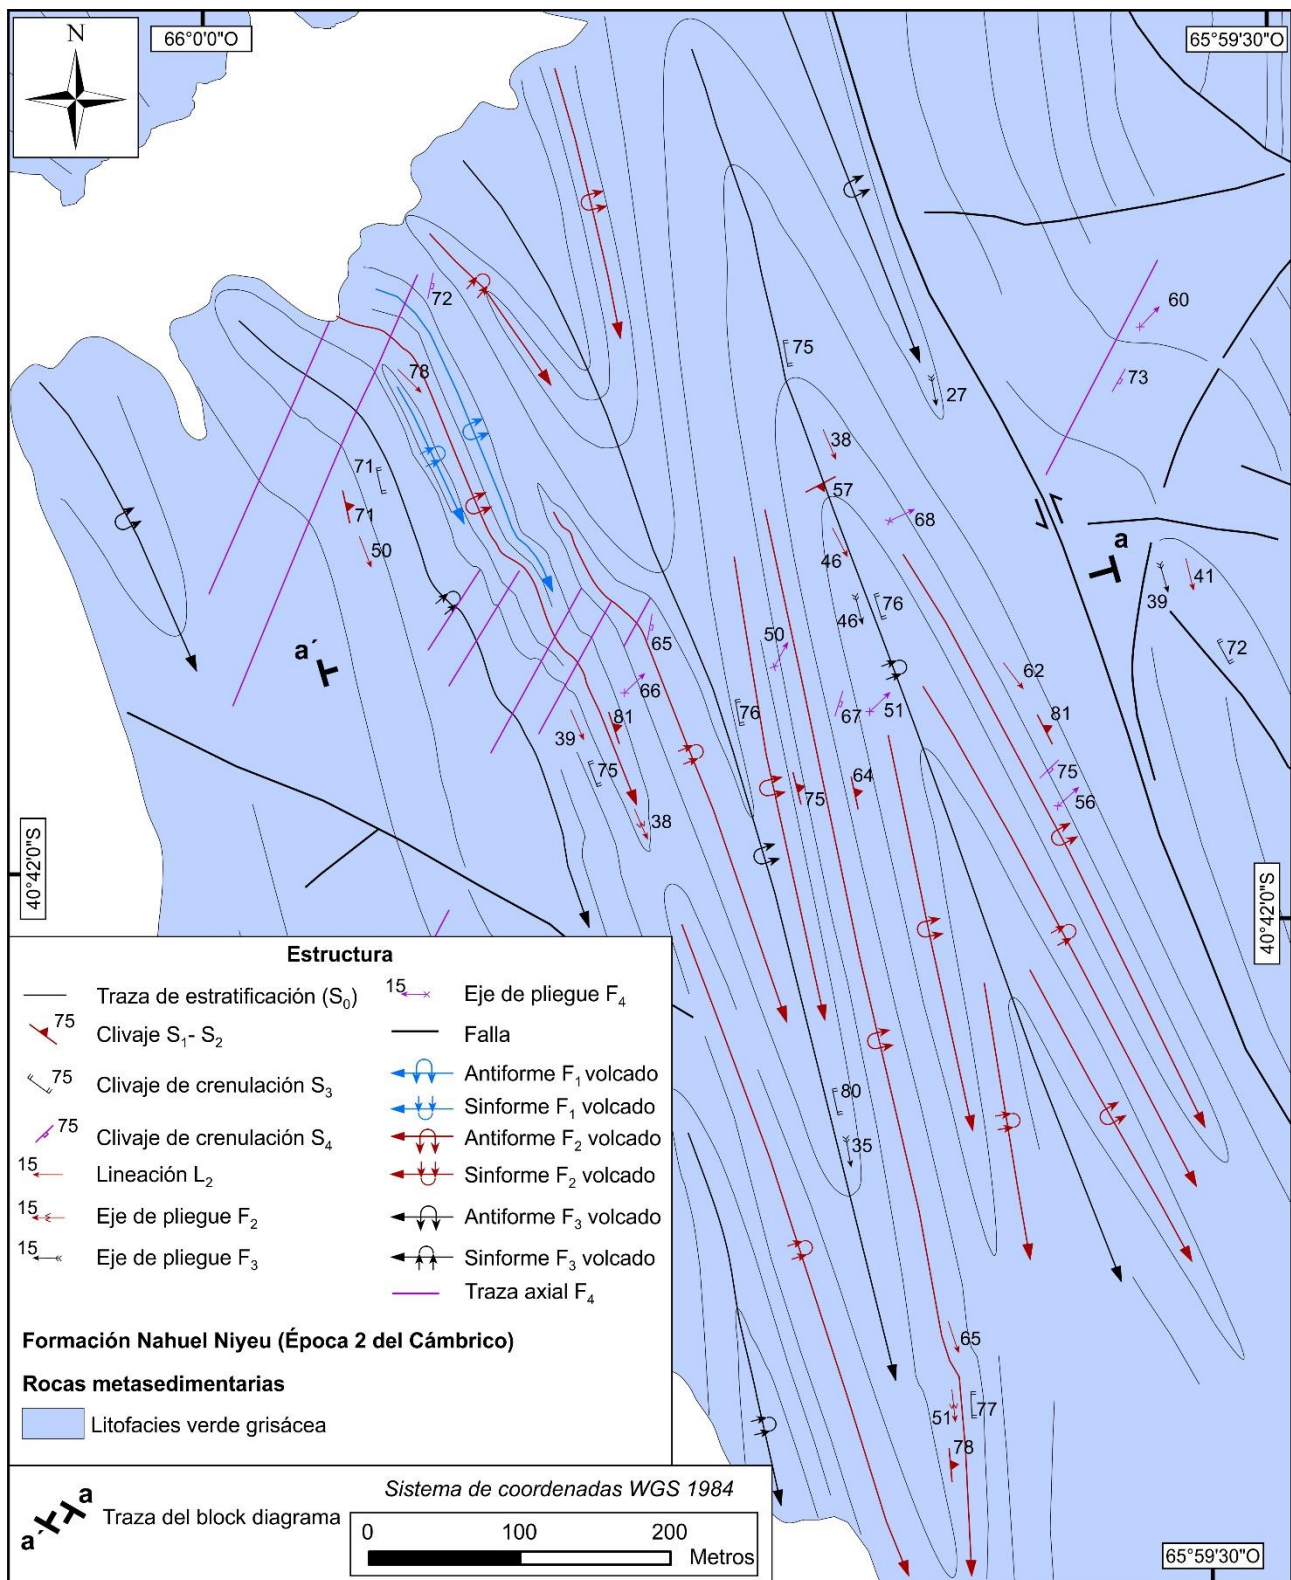 N
66°0'0"O
65°59'30"O
72
60
78
75
73
27
38
71
57
71
68
50
46
a
41
76
39
46
50
72
65
a´
62
66
76
67
51
81
81
39
75
64
75
75
56
38
40°42'0"S
40°42'0"S
80
35
65
77
51
78
Estructura
Traza de estratificación (S0)
75 Clivaje S1- S2
75 Clivaje de crenulación S3
75 Clivaje de crenulación S4
15 Lineación L2
15 Eje de pliegue F2
15 Eje de pliegue F3
15 Eje de pliegue F4
Falla
Antiforme F1 volcado
Sinforme F1 volcado
Antiforme F2 volcado
Sinforme F2 volcado
Antiforme F3 volcado
Sinforme F3 volcado
Traza axial F4
Formación Nahuel Niyeu (Época 2 del Cámbrico)
Rocas metasedimentarias
Litofacies verde grisácea
a´ a Traza del block diagrama
Sistema de coordenadas WGS 1984
0 100 200
Metros
65°59'30"O